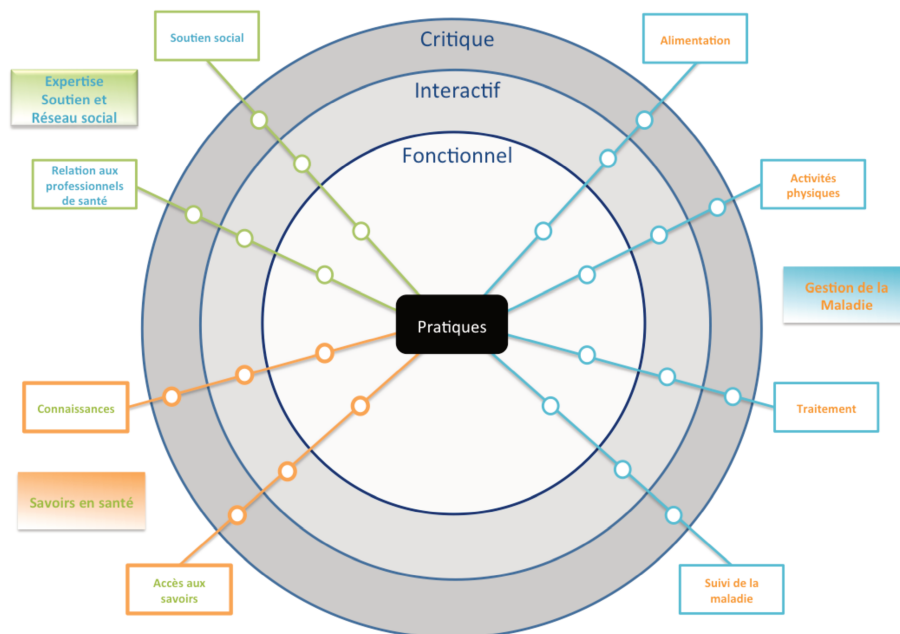 Critique
Interactif
Fonctionnel
Pratiques
Soutien social
Expertise
Soutien et
Réseau social
Relation aux
professionnels
de santé
Connaissances
Savoirs en santé
Accès aux
savoirs
Alimentation
Activités
physiques
Gestion de la
Maladie
Traitement
Suivi de la
maladie